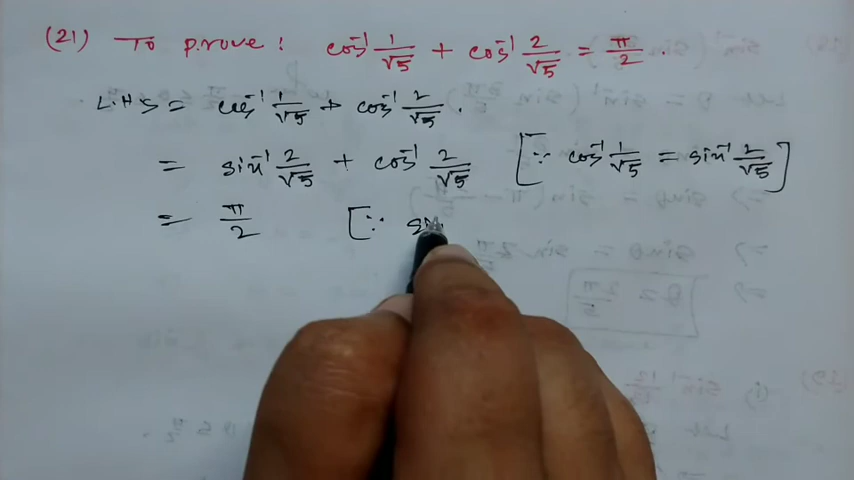 (21) To prove : cos⁻¹ 1/√5 + cos⁻¹ 2/√5 = π/2 .
L.H.S = cos⁻¹ 1/√5 + cos⁻¹ 2/√5 .
= sin⁻¹ 2/√5 + cos⁻¹ 2/√5 [∵ cos⁻¹ 1/√5 = sin⁻¹ 2/√5]
= π/2 [∵ sin